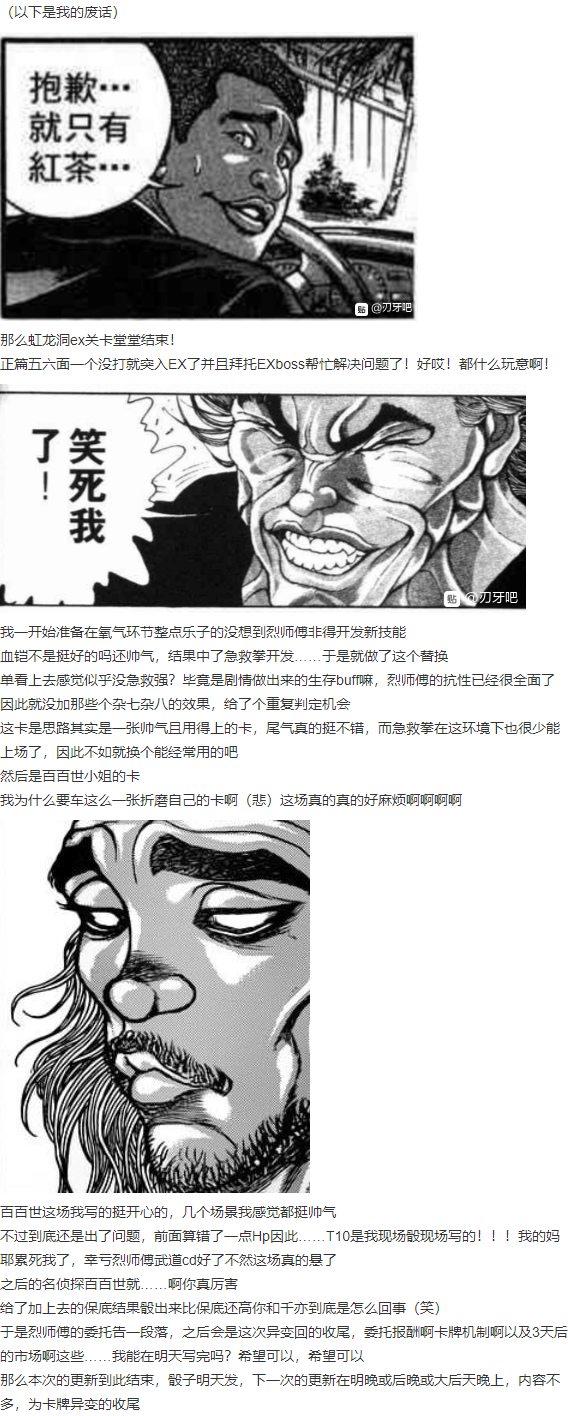 （以下是我的废话）
抱歉…
就只有
紅茶…
贴 @刃牙吧
那么虹龙洞ex关卡堂堂结束！
正篇五六面一个没打就突入EX了并且拜托EXboss帮忙解决问题了！好哎！都什么玩意啊！
笑死我
了！
贴 @刃牙吧
我一开始准备在氧气环节整点乐子的没想到烈师傅非得开发新技能
血铠不是挺好的吗还帅气，结果中了急救拳开发……于是就做了这个替换
单看上去感觉似乎没急救强？毕竟是剧情做出来的生存buff嘛，烈师傅的抗性已经很全面了
因此就没加那些个杂七杂八的效果，给了个重复判定机会
这卡是思路其实是一张帅气且用得上的卡，尾气真的挺不错，而急救拳在这环境下也很少能
上场了，因此不如就换个能经常用的吧
然后是百百世小姐的卡
我为什么要车这么一张折磨自己的卡啊（悲）这场真的真的好麻烦啊啊啊啊
百百世这场我写的挺开心的，几个场景我感觉都挺帅气
不过到底还是出了问题，前面算错了一点Hp因此……T10是我现场骰现场写的！！！我的妈
耶累死我了，幸亏烈师傅武道cd好了不然这场真的悬了
之后的名侦探百百世就……啊你真厉害
给了加上去的保底结果骰出来比保底还高你和千亦到底是怎么回事（笑）
于是烈师傅的委托告一段落，之后会是这次异变回的收尾，委托报酬啊卡牌机制啊以及3天后
的市场啊这些……我能在明天写完吗？希望可以，希望可以
那么本次的更新到此结束，骰子明天发，下一次的更新在明晚或后晚或大后天晚上，内容不
多，为卡牌异变的收尾